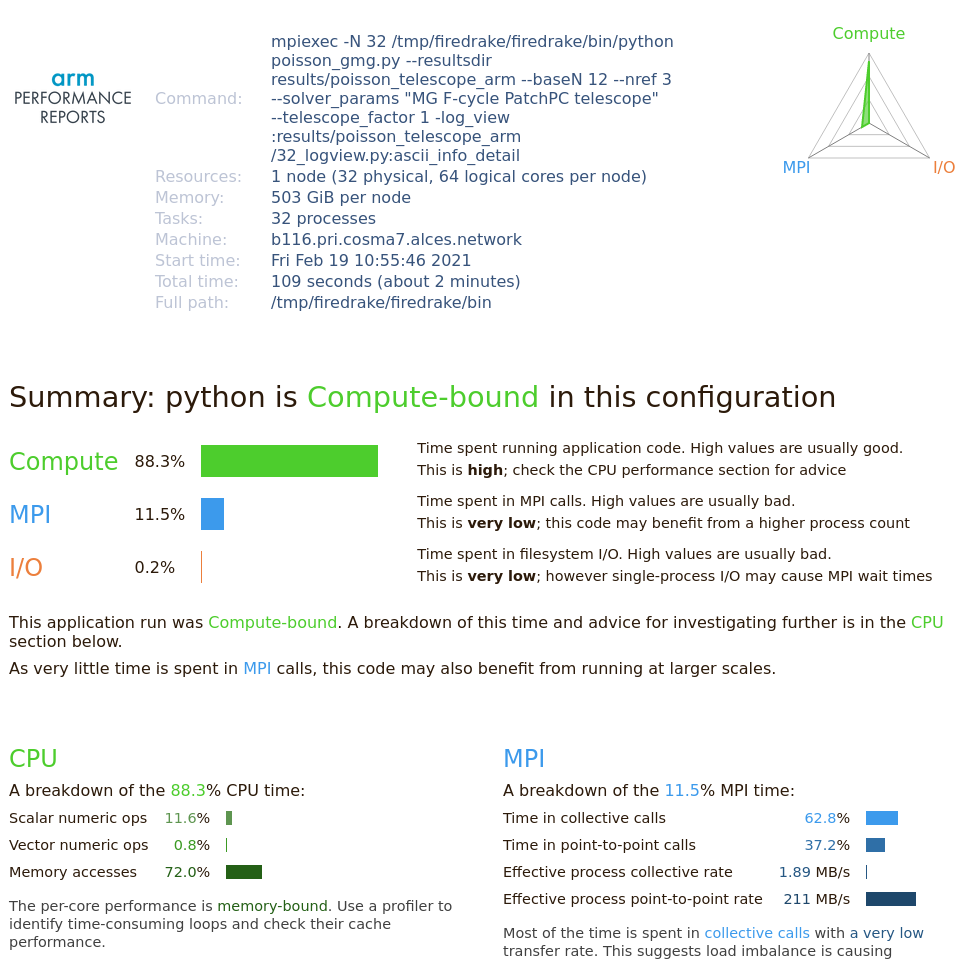 arm
PERFORMANCE
REPORTS
Command:
mpiexec -N 32 /tmp/firedrake/firedrake/bin/python
poisson_gmg.py --resultsdir
results/poisson_telescope_arm --baseN 12 --nref 3
--solver_params "MG F-cycle PatchPC telescope"
--telescope_factor 1 -log_view
:results/poisson_telescope_arm
/32_logview.py:ascii_info_detail
Resources: 1 node (32 physical, 64 logical cores per node)
Memory: 503 GiB per node
Tasks: 32 processes
Machine: b116.pri.cosma7.alces.network
Start time: Fri Feb 19 10:55:46 2021
Total time: 109 seconds (about 2 minutes)
Full path: /tmp/firedrake/firedrake/bin
Compute
MPI I/O
Summary: python is Compute-bound in this configuration
Compute 88.3%
Time spent running application code. High values are usually good.
This is high; check the CPU performance section for advice
MPI 11.5%
Time spent in MPI calls. High values are usually bad.
This is very low; this code may benefit from a higher process count
I/O 0.2%
Time spent in filesystem I/O. High values are usually bad.
This is very low; however single-process I/O may cause MPI wait times
This application run was Compute-bound. A breakdown of this time and advice for investigating further is in the CPU
section below.
As very little time is spent in MPI calls, this code may also benefit from running at larger scales.
CPU
A breakdown of the 88.3% CPU time:
Scalar numeric ops 11.6%
Vector numeric ops 0.8%
Memory accesses 72.0%
The per-core performance is memory-bound. Use a profiler to
identify time-consuming loops and check their cache
performance.
MPI
A breakdown of the 11.5% MPI time:
Time in collective calls 62.8%
Time in point-to-point calls 37.2%
Effective process collective rate 1.89 MB/s
Effective process point-to-point rate 211 MB/s
Most of the time is spent in collective calls with a very low
transfer rate. This suggests load imbalance is causing